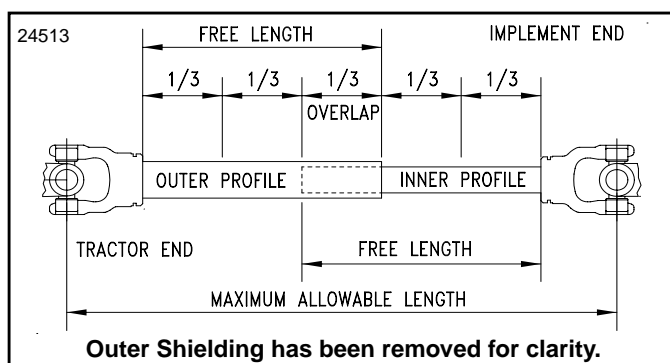 24513
FREE LENGTH
IMPLEMENT END
1/3 1/3 1/3 1/3 1/3
OVERLAP
OUTER PROFILE INNER PROFILE
TRACTOR END
FREE LENGTH
MAXIMUM ALLOWABLE LENGTH
Outer Shielding has been removed for clarity.